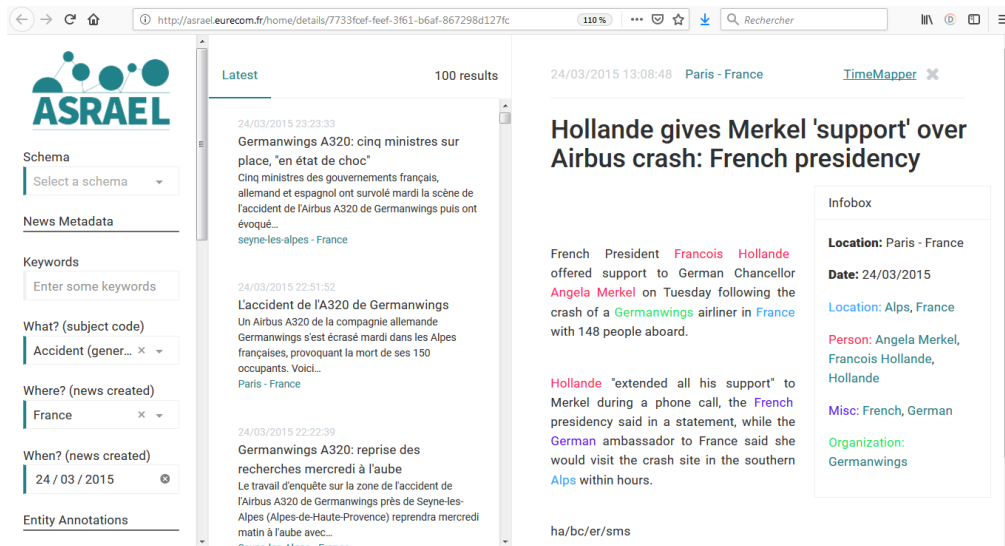 http://asrael.eurecom.fr/home/details/7733fcef-feef-3f61-b6af-867298d127fc
110 %
Rechercher
ASRAEL
Schema
Select a schema
News Metadata
Keywords
Enter some keywords
What? (subject code)
Accident (gener...
Where? (news created)
France
When? (news created)
24 / 03 / 2015
Entity Annotations
Latest
100 results
24/03/2015 23:23:33
Germanwings A320: cinq ministres sur
place, "en état de choc"
Cinq ministres des gouvernements français,
allemand et espagnol ont survolé mardi la scène de
l'accident de l'Airbus A320 de Germanwings puis ont
évoqué...
seyne-les-alpes - France
24/03/2015 22:51:52
L'accident de l'A320 de Germanwings
Un Airbus A320 de la compagnie allemande
Germanwings s'est écrasé mardi dans les Alpes
françaises, provoquant la mort de ses 150
occupants. Voici...
Paris - France
24/03/2015 22:22:39
Germanwings A320: reprise des
recherches mercredi à l'aube
Le travail d'enquête sur la zone de l'accident de
l'Airbus A320 de Germanwings près de Seyne-les-
Alpes (Alpes-de-Haute-Provence) reprendra mercredi
matin à l'aube avec...
24/03/2015 13:08:48 Paris - France
TimeMapper
Hollande gives Merkel 'support' over
Airbus crash: French presidency
French President Francois Hollande
offered support to German Chancellor
Angela Merkel on Tuesday following the
crash of a Germanwings airliner in France
with 148 people aboard.
Hollande "extended all his support" to
Merkel during a phone call, the French
presidency said in a statement, while the
German ambassador to France said she
would visit the crash site in the southern
Alps within hours.
ha/bc/er/sms
Infobox
Location: Paris - France
Date: 24/03/2015
Location: Alps, France
Person: Angela Merkel,
Francois Hollande,
Hollande
Misc: French, German
Organization:
Germanwings